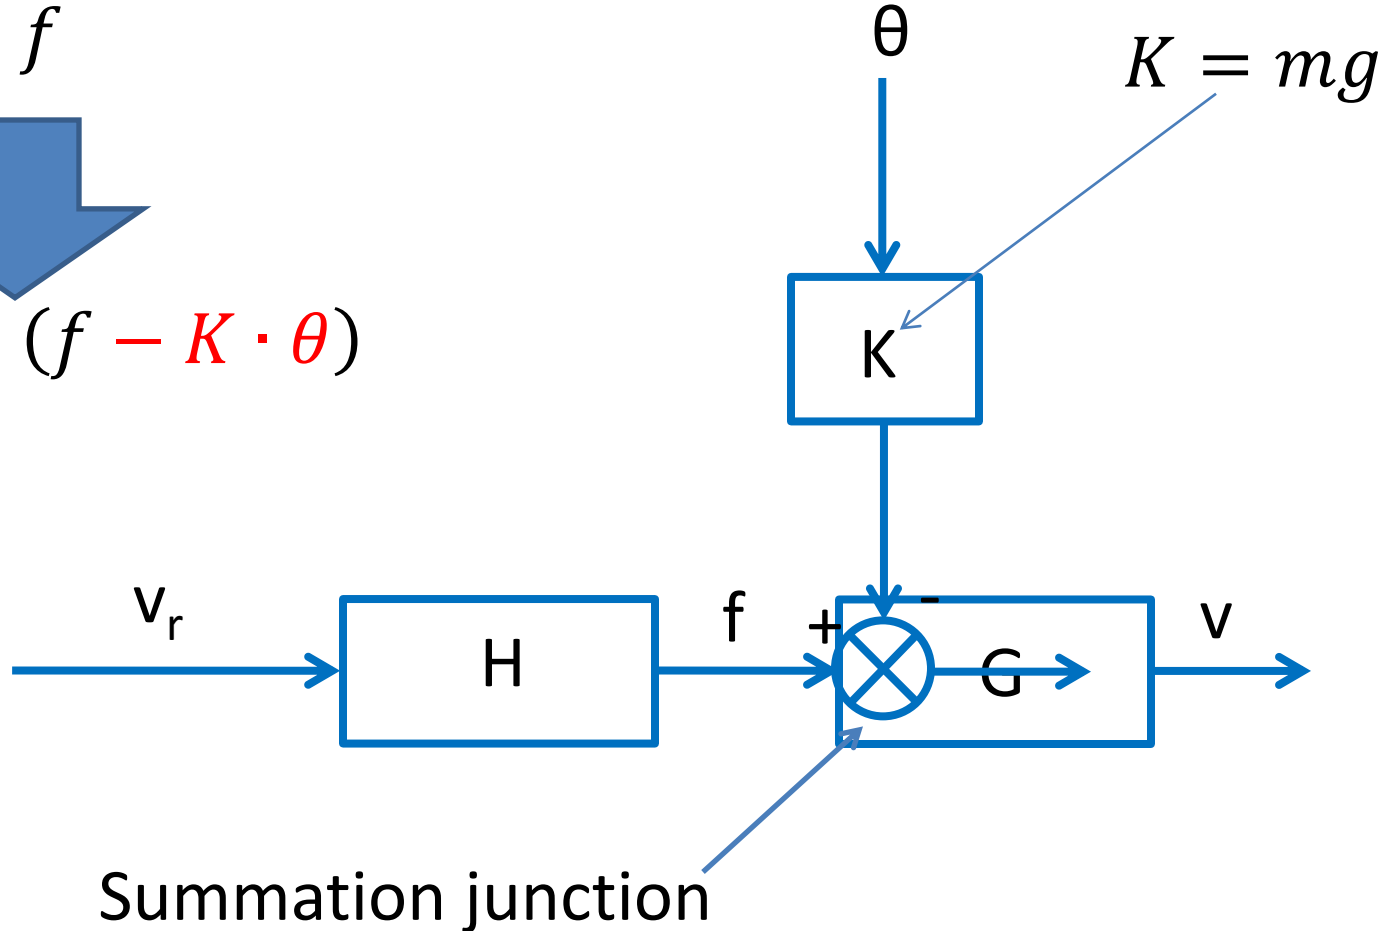 f
θ
K = mg
(f − K · θ)
K
v_r
H
f
+
-
G
v
Summation junction